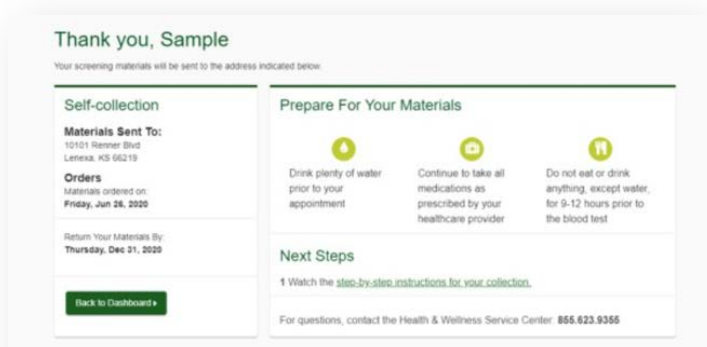 Thank you, Sample
Your screening materials will be sent to the address indicated below.
Self-collection
Materials Sent To:
10101 Renner Blvd
Lenexa, KS 66219
Orders
Materials ordered on:
Friday, Jun 26, 2020
Return Your Materials By:
Thursday, Dec 31, 2020
Back to Dashboard
Prepare For Your Materials
Drink plenty of water
prior to your
appointment
Continue to take all
medications as
prescribed by your
healthcare provider
Do not eat or drink
anything, except water,
for 9-12 hours prior to
the blood test
Next Steps
1 Watch the step-by-step instructions for your collection.
For questions, contact the Health & Wellness Service Center: 855.623.9355